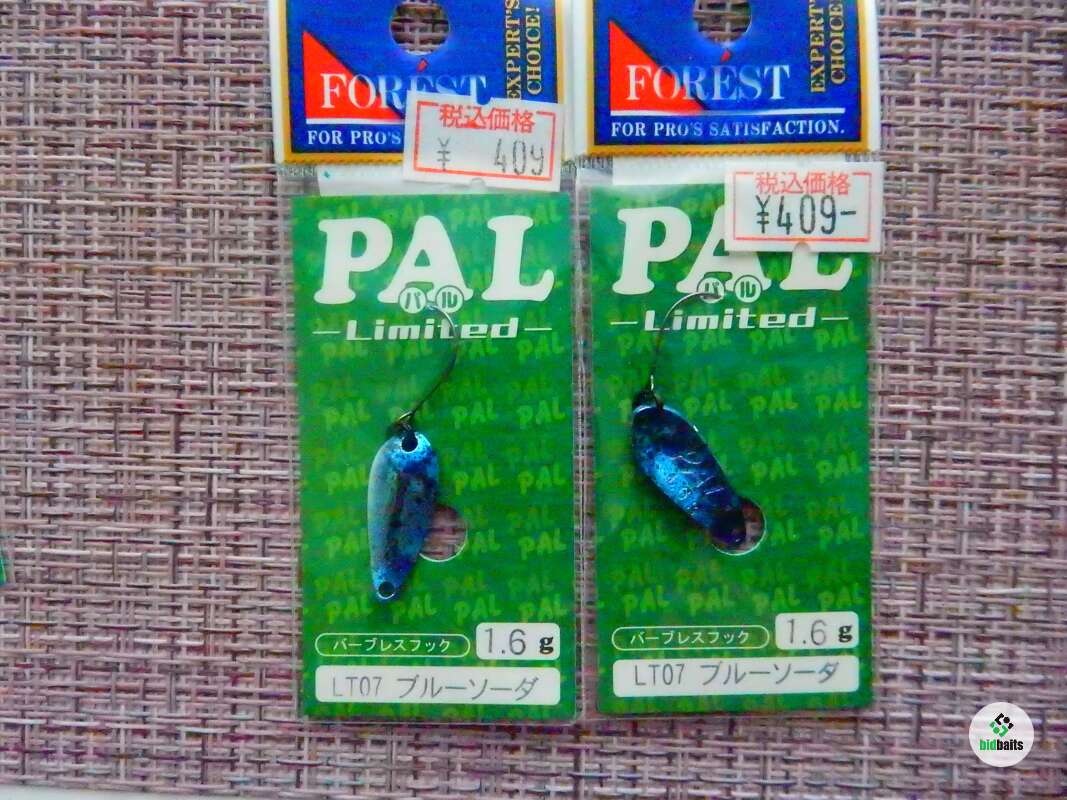 FOREST
EXPERT'S
CHOICE!
FOR PRO'S
税込価格
¥ 409
PAL
パル
Limited
バーブレスフック
1.6 g
LT07 ブルーソーダ
FOREST
EXPERT'S
CHOICE!
FOR PRO'S SATISFACTION.
税込価格
¥409-
PAL
パル
Limited
バーブレスフック
1.6 g
LT07 ブルーソーダ
bidbaits